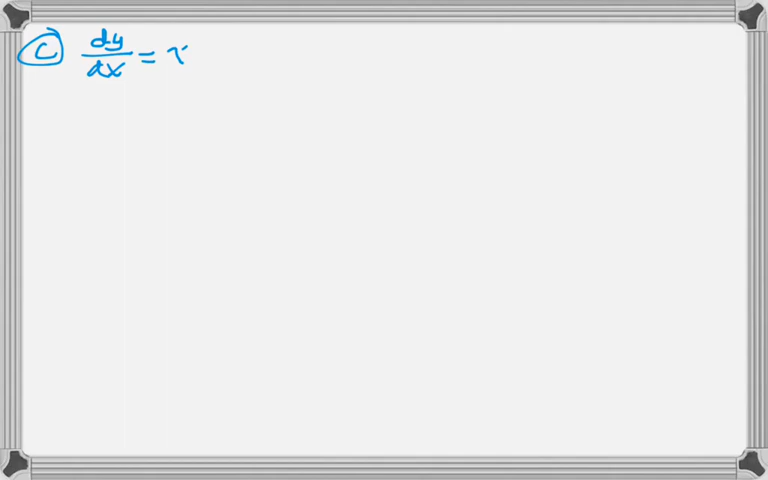 Ⓒ dy/dx =